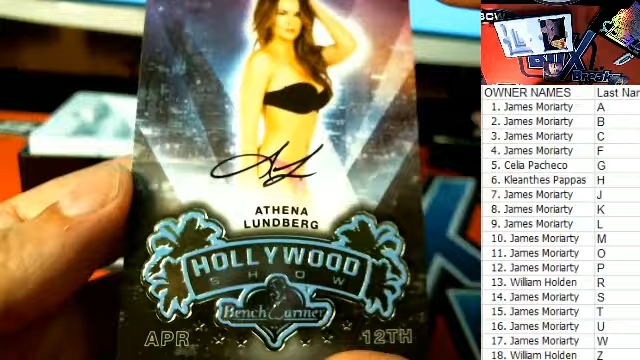 ATHENA
LUNDBERG
HOLLYWOOD
SHOW
BenchWarmer
APR 12TH
Break
OWNER NAMES Last Na
1. James Moriarty A
2. James Moriarty B
3. James Moriarty C
4. James Moriarty F
5. Celia Pacheco G
6. Kleanthes Pappas H
7. James Moriarty J
8. James Moriarty K
9. James Moriarty L
10. James Moriarty M
11. James Moriarty O
12. James Moriarty P
13. William Holden R
14. James Moriarty S
15. James Moriarty T
16. James Moriarty U
17. James Moriarty W
18. William Holden Z